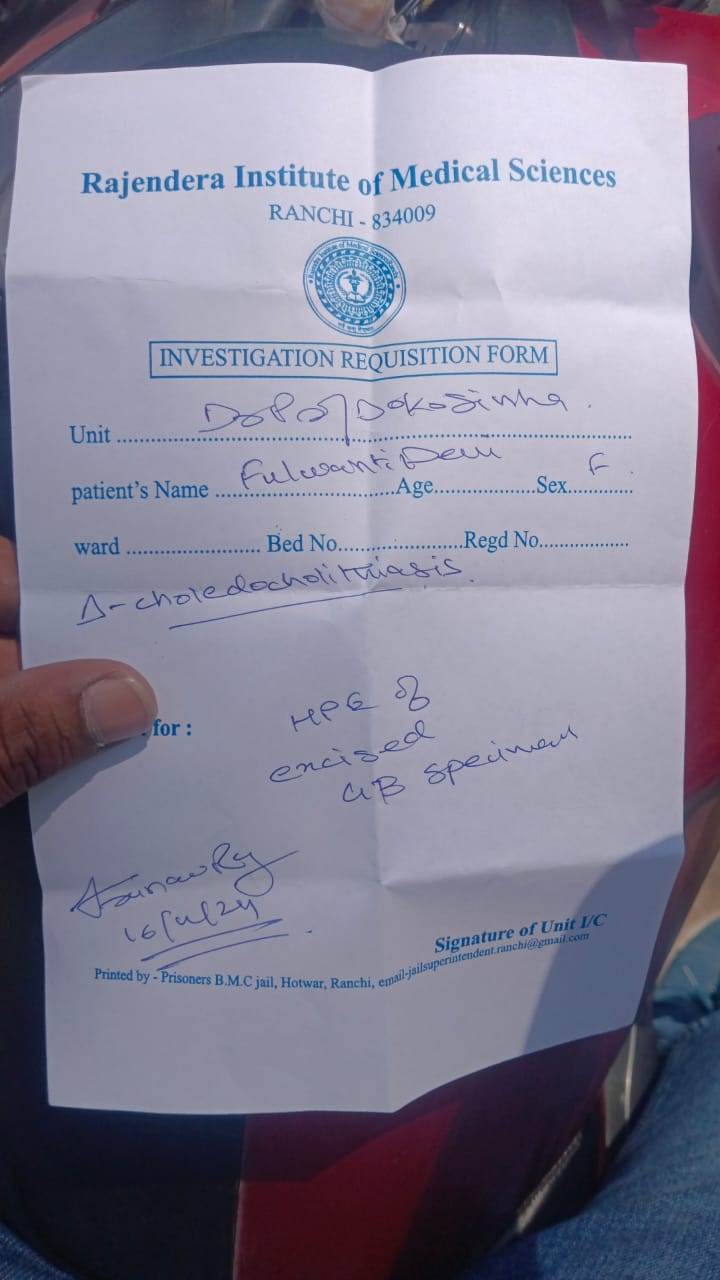 Rajendera Institute of Medical Sciences
RANCHI - 834009
INVESTIGATION REQUISITION FORM
Unit ........ Dr
patient's Name ........ Fulwanti Devi ........ Age ........ Sex ........ F
ward ........ Bed No ........ Regd No ........
Δ- choledocholithiasis
for :
HPE of
excised
GB specimen
16/11/24
Signature of Unit I/C
Printed by - Prisoners B.M.C jail, Hotwar, Ranchi, email-jailsuperintendent.ranchi@gmail.com